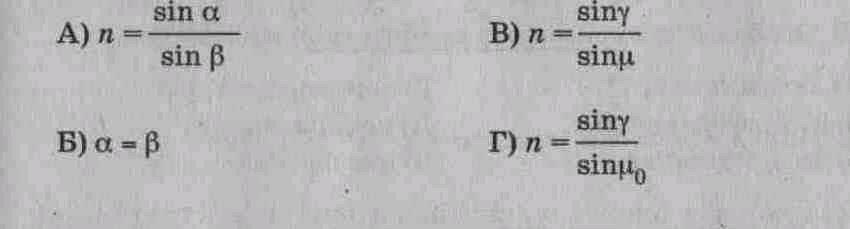 А) n = sin α / sin β
В) n = sinγ / sinμ
Б) α = β
Г) n = sinγ / sinμ₀